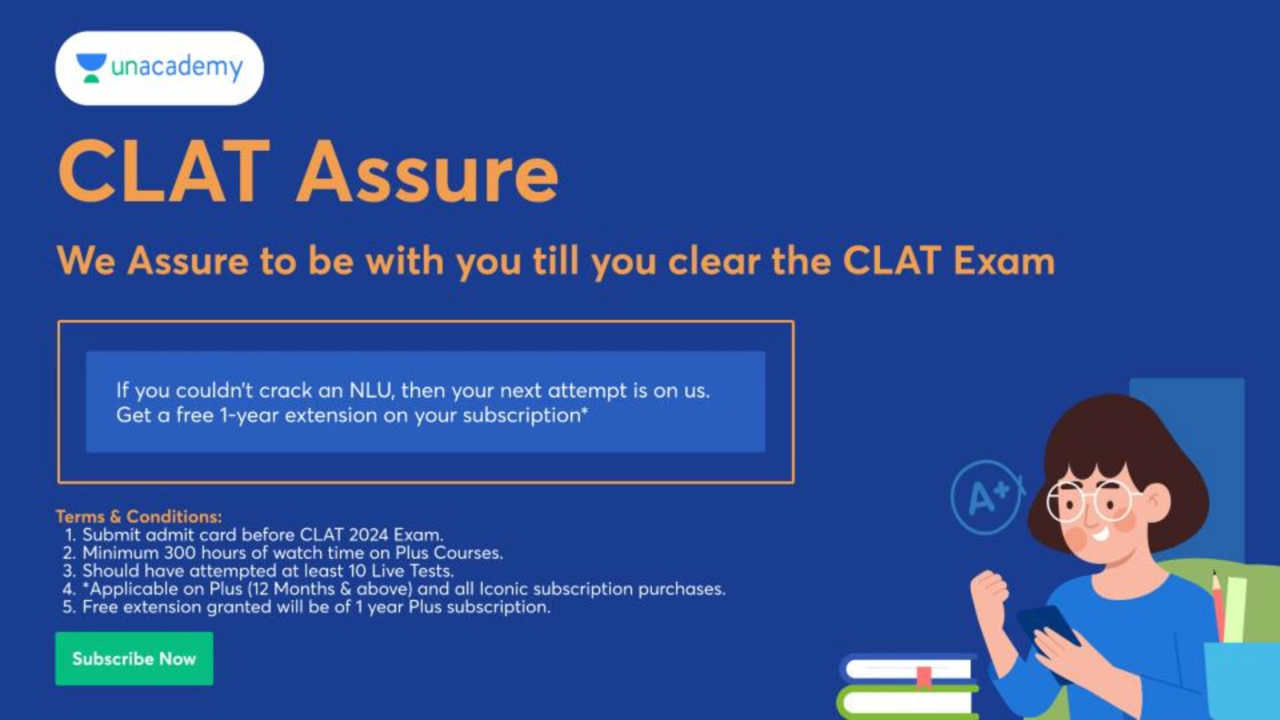 unacademy
CLAT Assure
We Assure to be with you till you clear the CLAT Exam
If you couldn't crack an NLU, then your next attempt is on us.
Get a free 1-year extension on your subscription*
A+
Terms & Conditions:
1. Submit admit card before CLAT 2024 Exam.
2. Minimum 300 hours of watch time on Plus Courses.
3. Should have attempted at least 10 Live Tests.
4. *Applicable on Plus (12 Months & above) and all Iconic subscription purchases.
5. Free extension granted will be of 1 year Plus subscription.
Subscribe Now